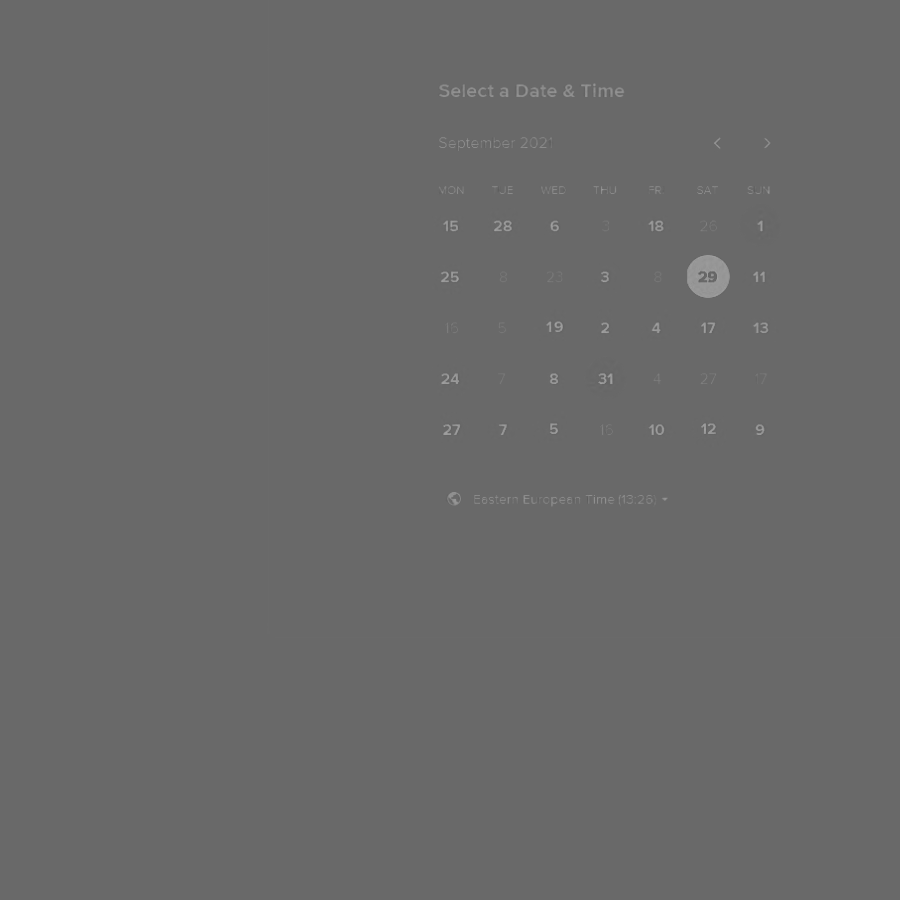 Select a Date & Time
September 2021
MON TUE WED THU FRI SAT SUN
15 28 6 3 18 26 1
25 8 23 3 8 29 11
15 5 19 2 4 17 13
24 7 8 31 4 27 17
27 7 5 16 10 12 9
Eastern European Time (13:26)